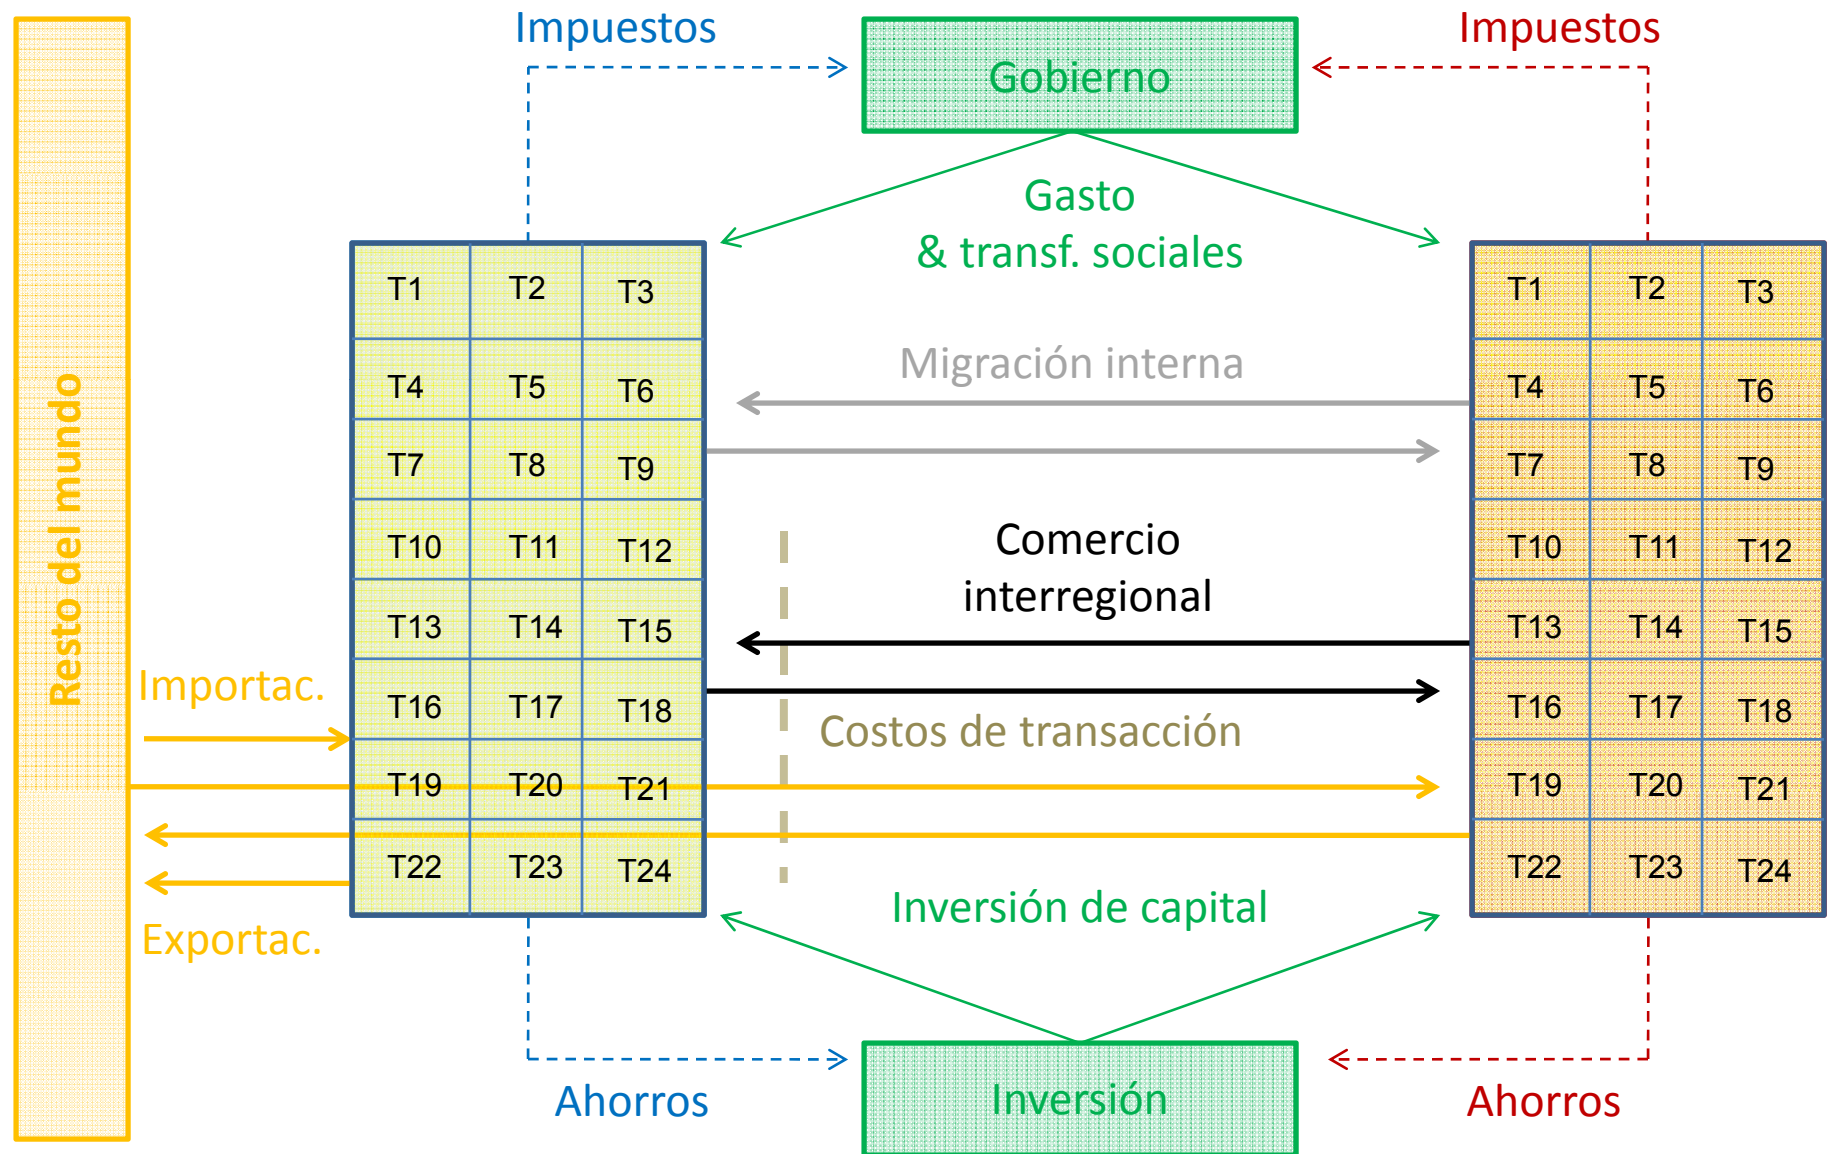 Impuestos
Impuestos
Gobierno
Gasto
& transf. sociales
T1 T2 T3
T4 T5 T6
T7 T8 T9
T10 T11 T12
T13 T14 T15
T16 T17 T18
T19 T20 T21
T22 T23 T24
Migración interna
Comercio
interregional
Costos de transacción
Inversión de capital
T1 T2 T3
T4 T5 T6
T7 T8 T9
T10 T11 T12
T13 T14 T15
T16 T17 T18
T19 T20 T21
T22 T23 T24
Resto del mundo
Importac.
Exportac.
Ahorros
Inversión
Ahorros